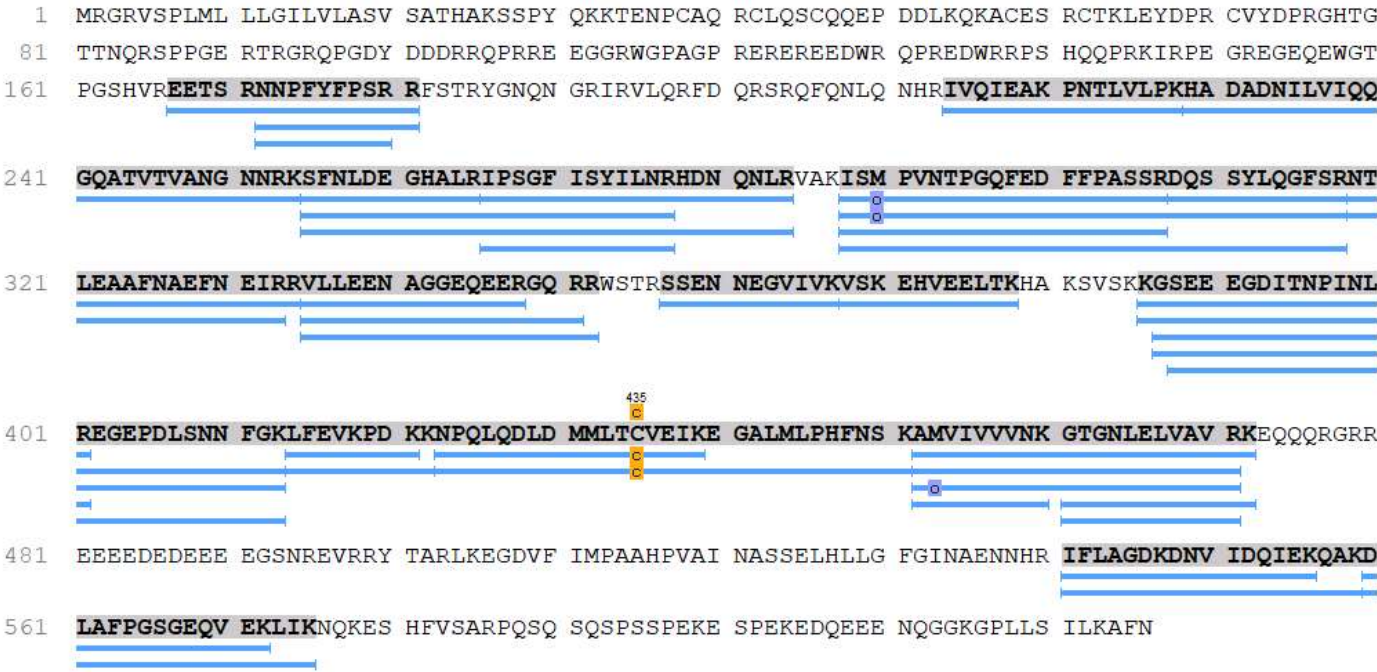 1 MRGRVSPLML LLGILVLASV SATHAKSSPY QKKTENPCAQ RCLQSCQQEP DDLKQKACES RCTKLEYDPR CVYDPRGHTG
81 TTNQRSPPGE RTRGRQPGDY DDDRRQPRRE EGGRWGPAGP REREREEDWR QPREDWRRPS HQQPRKIRPE GREGEQEWGT
161 PGSHVREETS RNNPFYFPSRR FSTRYGNQN GRIRVLQRFD QRSRQFQNLQ NHRIVQIEAK PNTLVLPKHA DADNILVIQQ
241 GQATVTVANG NNRKSFNLDE GHALRIPSGF ISYILNRHDN QNLRVAKISM PVNTPGQFED FFPASSRDQS SYLQGFSRNT
o
o
321 LEAAFNAEFN EIRRVLLEEN AGGEQEERGQ RRWSTRSSEN NEGVIVKVSK EHVEELTKHA KSVSKKGSEE EGDITNPINL
435
c
401 REGEPDLSNN FGKLFEVKPD KKNPQLQDLD MMLTCVEIKE GALMLPHFNS KAMVIVVVNK GTGNLELVAV RKEQQQRGRR
c
c
o
481 EEEEDEDEEE EGSNREVRRY TARLKEGDVF IMPAAHPVAI NASSELHLLG FGINAENNHR IFLAGDKDNV IDQIEKQAKD
561 LAFPGSGEQV EKLIKNQKES HFVSARPQSQ SQSPSSPEKE SPEKEDQEEE NQGGKGPLLS ILKAFN